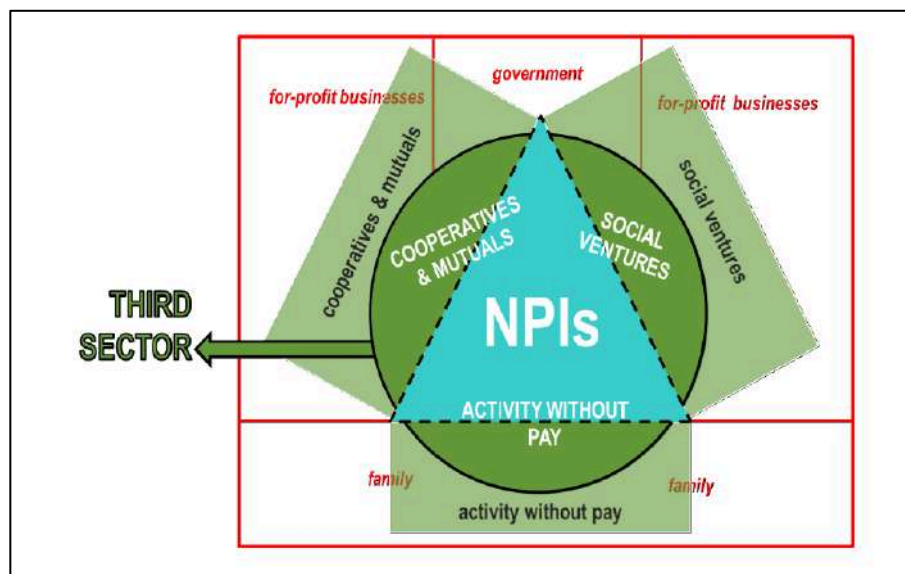 government
for-profit businesses
for-profit businesses
cooperatives & mutuals
social ventures
COOPERATIVES
& MUTUALS
SOCIAL
VENTURES
THIRD
SECTOR
NPIs
ACTIVITY WITHOUT
PAY
family
family
activity without pay